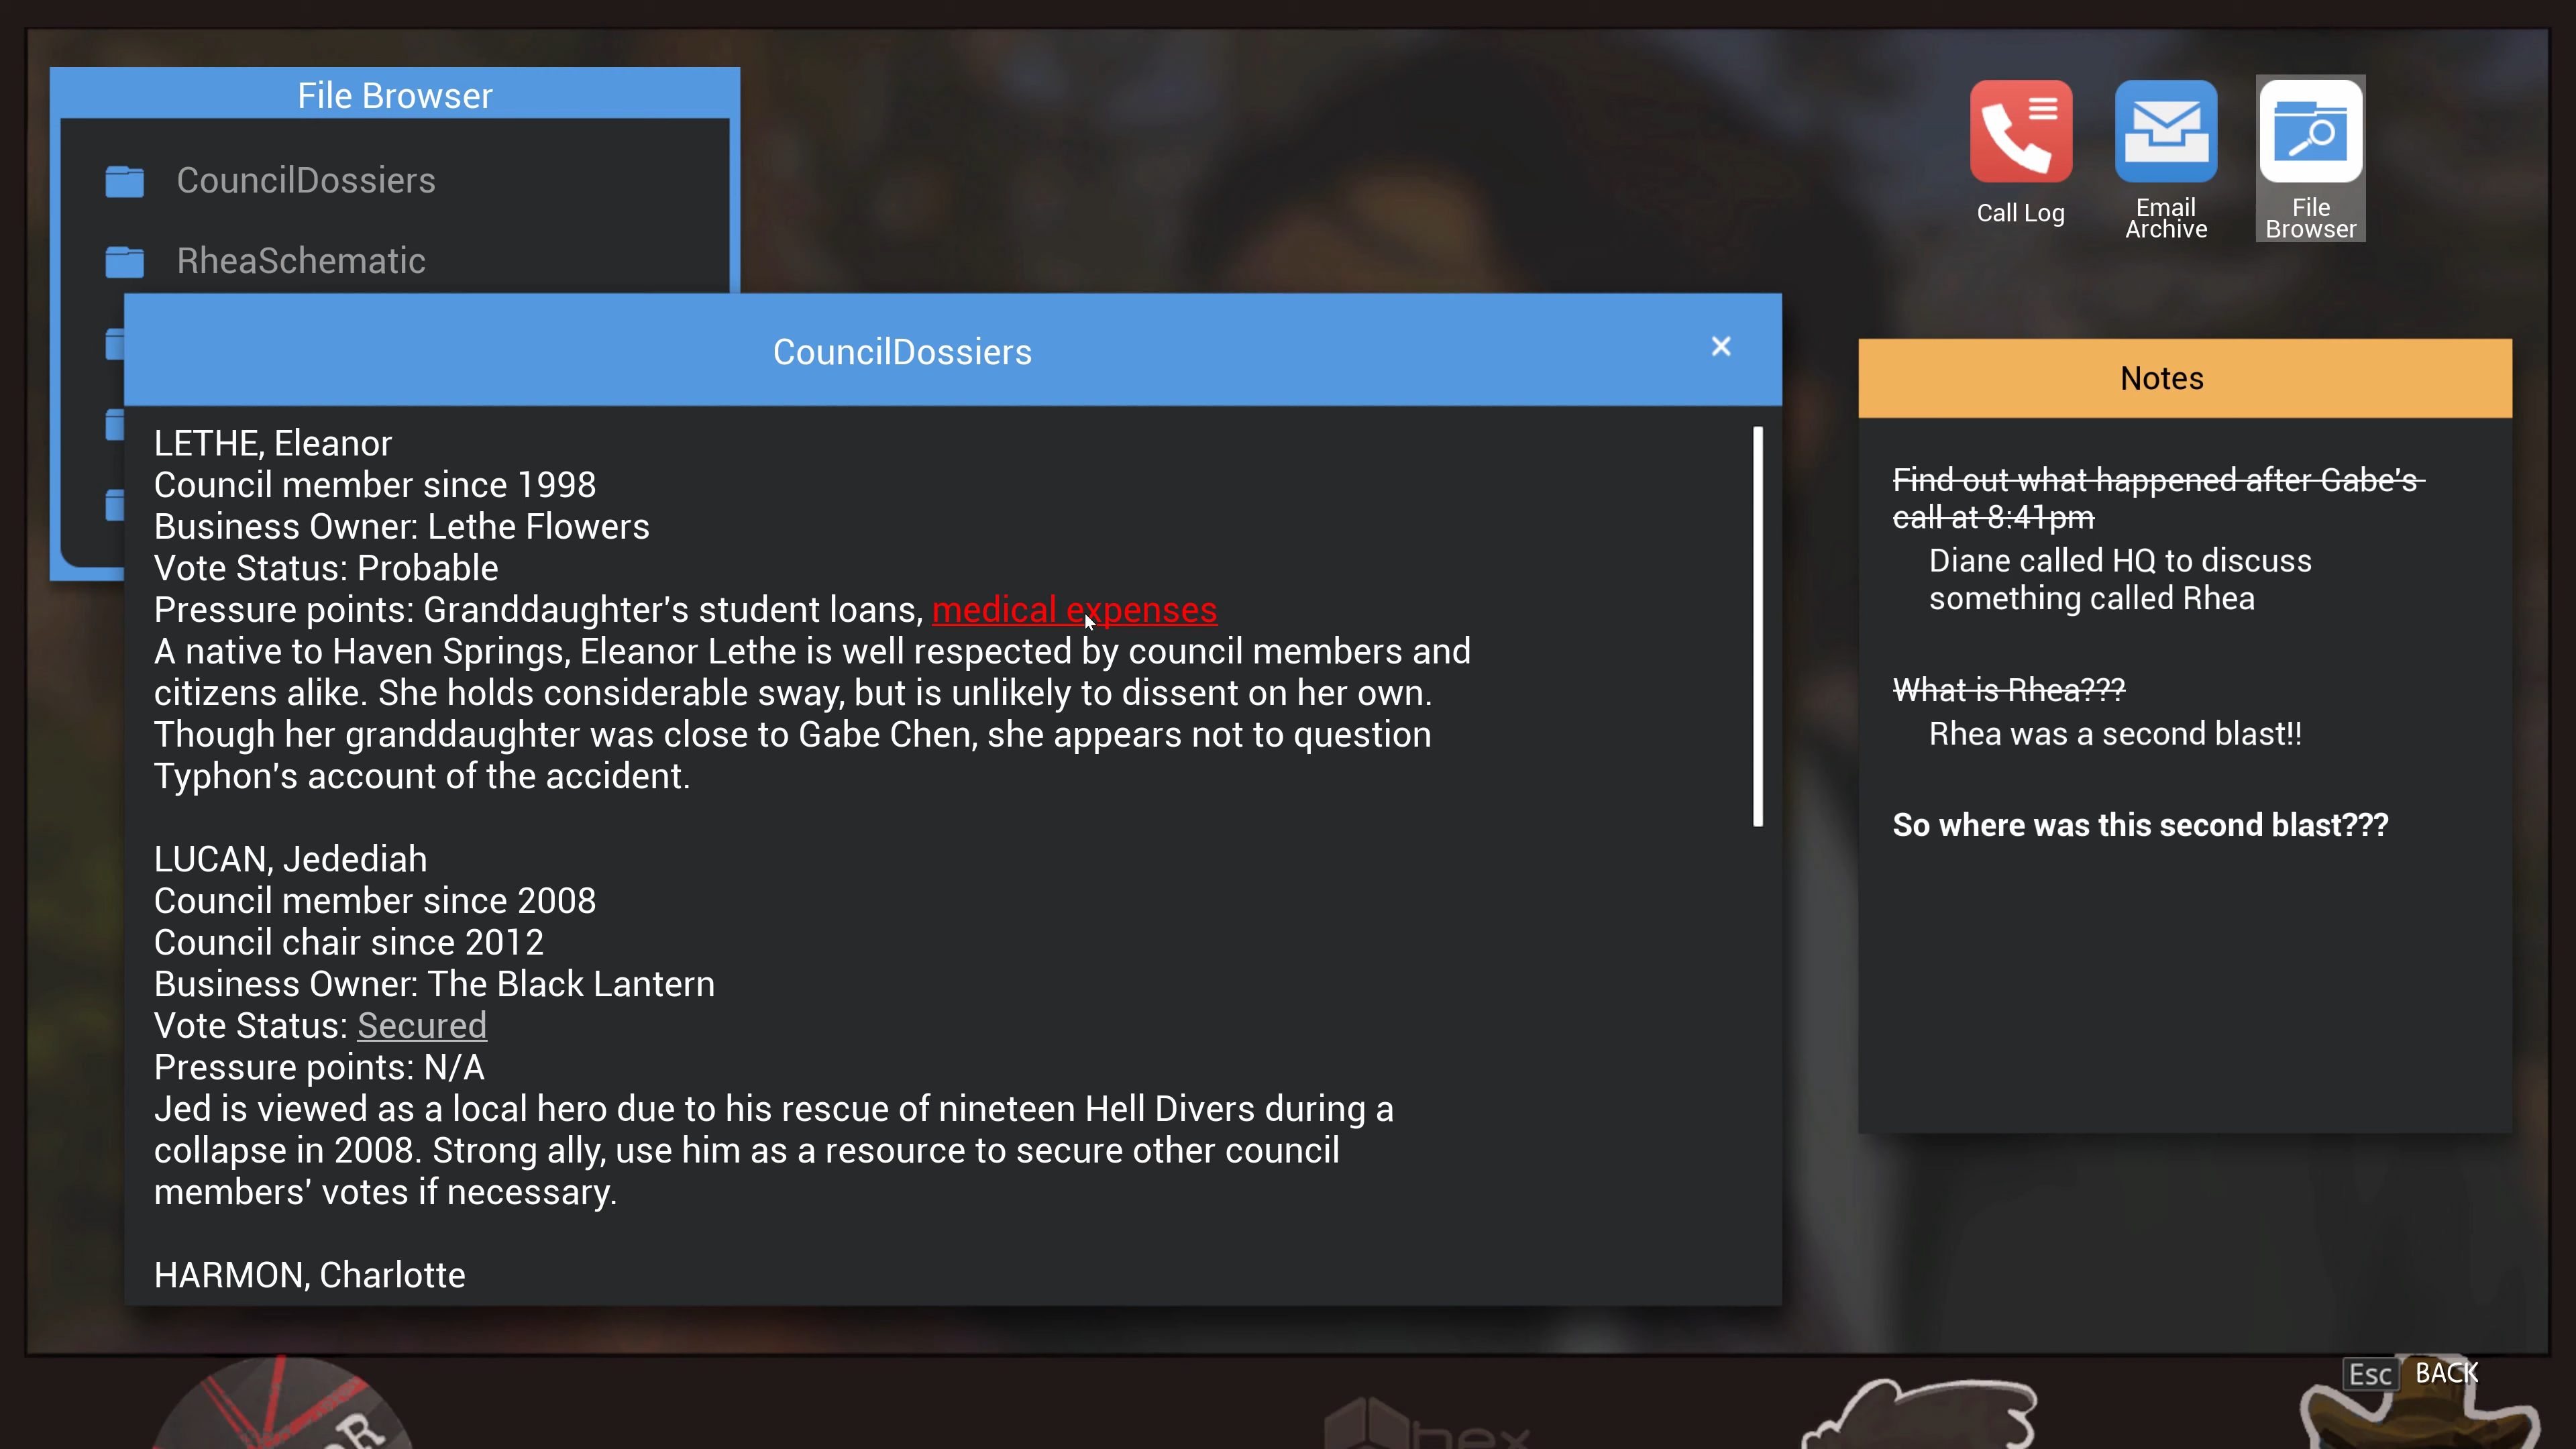 File Browser
CouncilDossiers
RheaSchematic
Call Log
Email
Archive
File
Browser
CouncilDossiers
LETHE, Eleanor
Council member since 1998
Business Owner: Lethe Flowers
Vote Status: Probable
Pressure points: Granddaughter's student loans, medical expenses
A native to Haven Springs, Eleanor Lethe is well respected by council members and
citizens alike. She holds considerable sway, but is unlikely to dissent on her own.
Though her granddaughter was close to Gabe Chen, she appears not to question
Typhon's account of the accident.
LUCAN, Jedediah
Council member since 2008
Council chair since 2012
Business Owner: The Black Lantern
Vote Status: Secured
Pressure points: N/A
Jed is viewed as a local hero due to his rescue of nineteen Hell Divers during a
collapse in 2008. Strong ally, use him as a resource to secure other council
members' votes if necessary.
HARMON, Charlotte
Notes
Find out what happened after Gabe's
call at 8:41pm
Diane called HQ to discuss
something called Rhea
What is Rhea???
Rhea was a second blast!!
So where was this second blast???
Esc BACK
hex